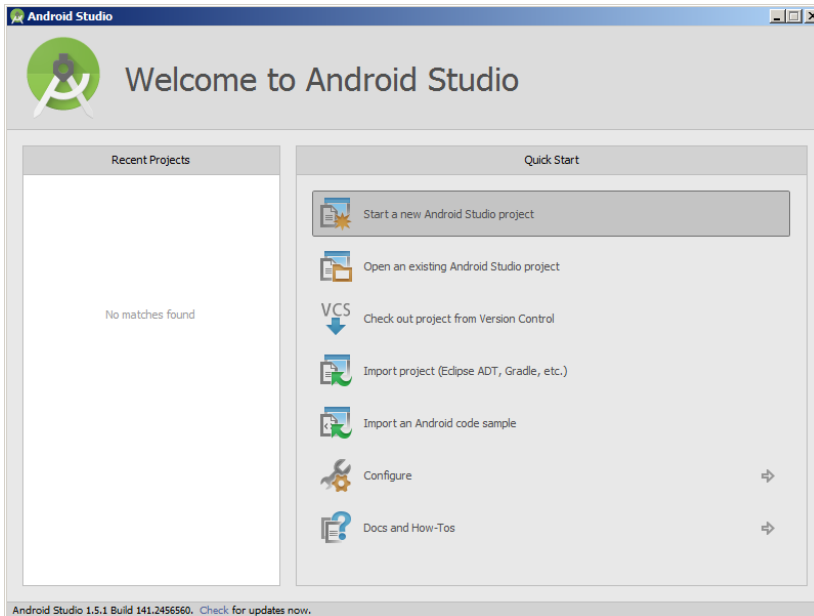 Android Studio
Welcome to Android Studio
Recent Projects
No matches found
Quick Start
Start a new Android Studio project
Open an existing Android Studio project
VCS
Check out project from Version Control
Import project (Eclipse ADT, Gradle, etc.)
Import an Android code sample
Configure
Docs and How-Tos
Android Studio 1.5.1 Build 141.2456560. Check for updates now.